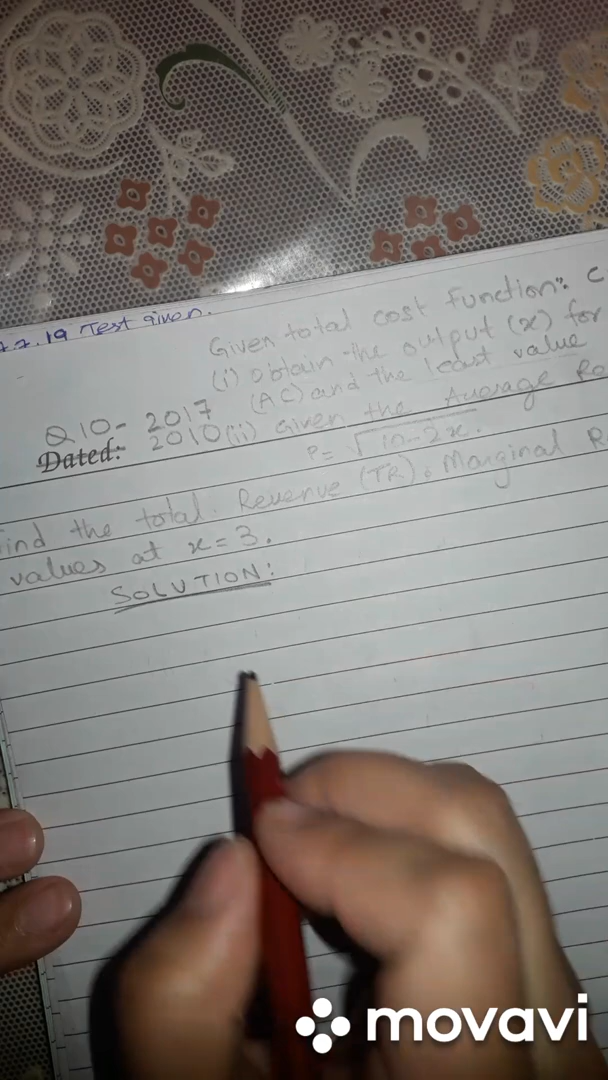 7.19 Test given.
Given total cost Function: C
(i) Obtain the output (x) for
(AC) and the least value
Q10- 2017
Dated: 2010 (ii) Given the Average Re
P= √10-2x.
ind the total Revenue (TR), Marginal R
values at x=3.
SOLUTION:
movavi